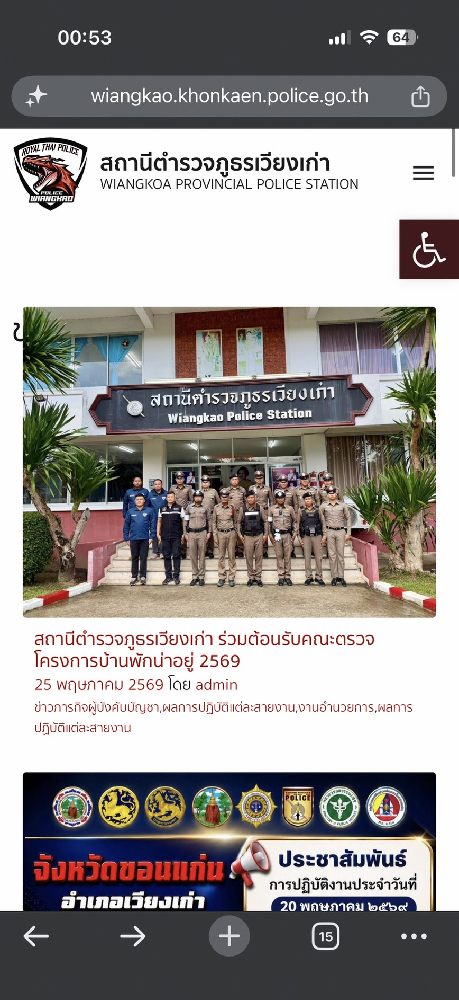 00:53
64
wiangkao.khonkaen.police.go.th
ROYAL THAI POLICE
POLICE
WIANGKAO
สถานีตำรวจภูธรเวียงเก่า
WIANGKOA PROVINCIAL POLICE STATION
ข
สถานีตำรวจภูธรเวียงเก่า
Wiangkao Police Station
สถานีตำรวจภูธรเวียงเก่า ร่วมต้อนรับคณะตรวจ
โครงการบ้านพักน่าอยู่ 2569
25 พฤษภาคม 2569 โดย admin
ข่าวภารกิจผู้บังคับบัญชา,ผลการปฏิบัติแต่ละสายงาน,งานอำนวยการ,ผลการ
ปฏิบัติแต่ละสายงาน
POLICE
จังหวัดขอนแก่น
อำเภอเวียงเก่า
ประชาสัมพันธ์
การปฏิบัติงานประจำวันที่
20 พฤษภาคม ๒๕๖๙
15